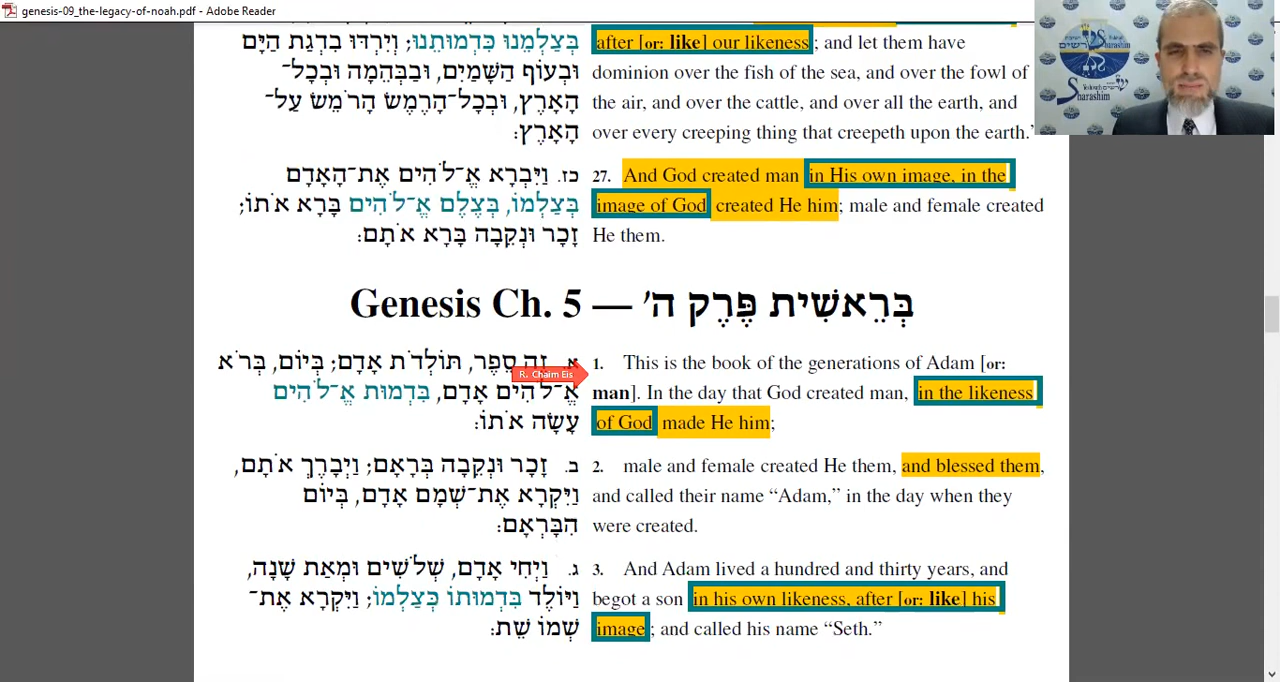 genesis-09_the-legacy-of-noah.pdf - Adobe Reader
בְּצַלְמֵנוּ כִּדְמוּתֵנוּ; וְיִרְדּוּ בִדְגַת הַיָּם
וּבְעוֹף הַשָּׁמַיִם, וּבַבְּהֵמָה וּבְכָל־
הָאָרֶץ, וּבְכָל־הָרֶמֶשׂ הָרֹמֵשׂ עַל־
הָאָרֶץ:
after [or: like] our likeness; and let them have
dominion over the fish of the sea, and over the fowl of
the air, and over the cattle, and over all the earth, and
over every creeping thing that creepeth upon the earth.’
כז. וַיִּבְרָא אֱ־לֹהִים אֶת־הָאָדָם
בְּצַלְמוֹ, בְּצֶלֶם אֱ־לֹהִים בָּרָא אֹתוֹ;
זָכָר וּנְקֵבָה בָּרָא אֹתָם:
27. And God created man in His own image, in the
image of God created He him; male and female created
He them.
Genesis Ch. 5 — בְּרֵאשִׁית פֶּרֶק ה׳
א. זֶה סֵפֶר, תּוֹלְדֹת אָדָם; בְּיוֹם, בְּרֹא
אֱ־לֹהִים אָדָם, בִּדְמוּת אֱ־לֹהִים
עָשָׂה אֹתוֹ:
R. Chaim Eis
1. This is the book of the generations of Adam [or:
man]. In the day that God created man, in the likeness
of God made He him;
ב. זָכָר וּנְקֵבָה בְּרָאָם; וַיְבָרֶךְ אֹתָם,
וַיִּקְרָא אֶת־שְׁמָם אָדָם, בְּיוֹם
הִבָּרְאָם:
2. male and female created He them, and blessed them,
and called their name “Adam,” in the day when they
were created.
ג. וַיְחִי אָדָם, שְׁלֹשִׁים וּמְאַת שָׁנָה,
וַיּוֹלֶד בִּדְמוּתוֹ כְּצַלְמוֹ; וַיִּקְרָא אֶת־
שְׁמוֹ שֵׁת:
3. And Adam lived a hundred and thirty years, and
begot a son in his own likeness, after [or: like] his
image; and called his name “Seth.”